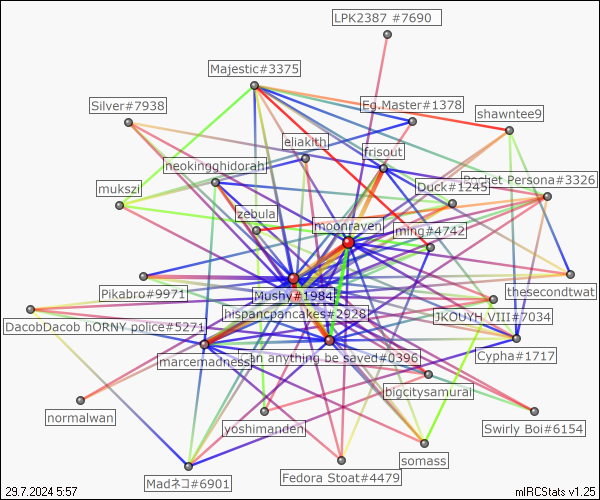 LPK2387 #7690
Majestic#3375
Silver#7938
Eg.Master#1378
shawntee9
eliakith
frisout
neokingghidorah
Pochet Persona#3326
mukszi
Duck#1245
zebula
moonraven
ming#4742
Pikabro#9971
Mushy#1984
thesecondtwat
hispancpancakes#2928
JKOUYH VIII#7034
DacobDacob hORNY police#5271
can anything be saved#0396
marcemadness
Cypha#1717
bigcitysamurai
normalwan
yoshimanden
Swirly Boi#6154
somass
Fedora Stoat#4479
Madネコ#6901
29.7.2024 5:57
mIRCStats v1.25